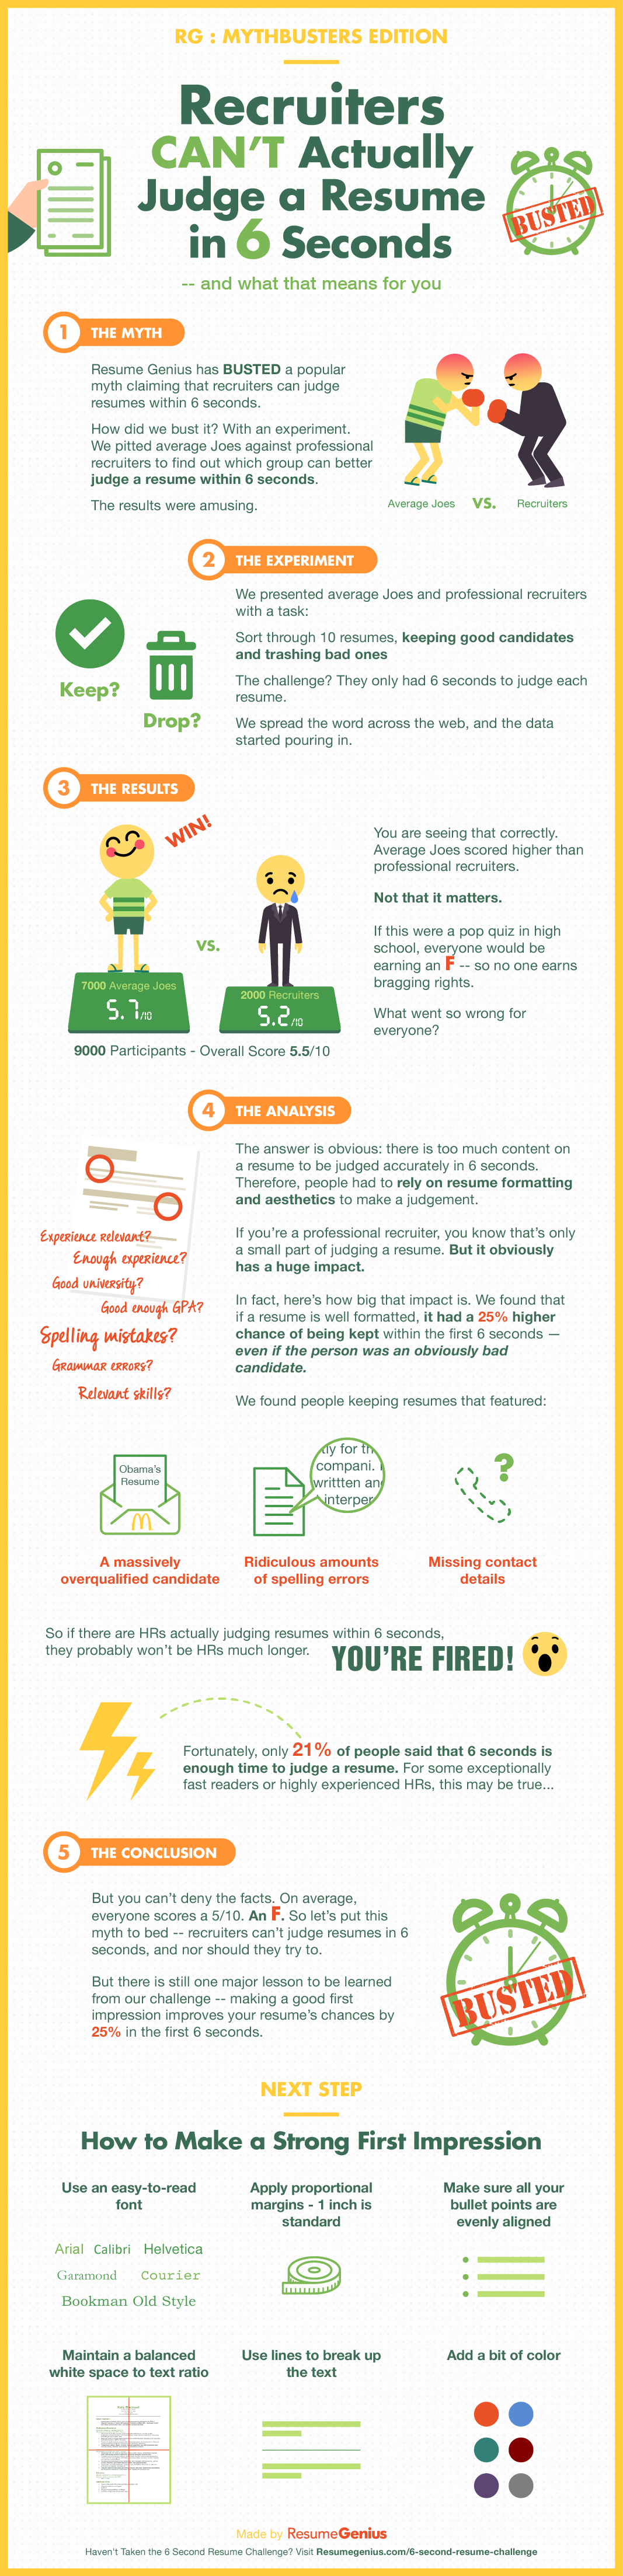 RG : MYTHBUSTERS EDITION
Recruiters
CAN'T Actually
Judge a Resume
in 6 Seconds
-- and what that means for you
BUSTED
1 THE MYTH
Resume Genius has BUSTED a popular
myth claiming that recruiters can judge
resumes within 6 seconds.
How did we bust it? With an experiment.
We pitted average Joes against professional
recruiters to find out which group can better
judge a resume within 6 seconds.
The results were amusing.
Average Joes VS. Recruiters
2 THE EXPERIMENT
Keep?
Drop?
We presented average Joes and professional recruiters
with a task:
Sort through 10 resumes, keeping good candidates
and trashing bad ones
The challenge? They only had 6 seconds to judge each
resume.
We spread the word across the web, and the data
started pouring in.
3 THE RESULTS
WIN!
VS.
7000 Average Joes
5.7/10
2000 Recruiters
5.2/10
9000 Participants - Overall Score 5.5/10
You are seeing that correctly.
Average Joes scored higher than
professional recruiters.
Not that it matters.
If this were a pop quiz in high
school, everyone would be
earning an F -- so no one earns
bragging rights.
What went so wrong for
everyone?
4 THE ANALYSIS
Experience relevant?
Enough experience?
Good university?
Good enough GPA?
Spelling mistakes?
Grammar errors?
Relevant skills?
The answer is obvious: there is too much content on
a resume to be judged accurately in 6 seconds.
Therefore, people had to rely on resume formatting
and aesthetics to make a judgement.
If you're a professional recruiter, you know that's only
a small part of judging a resume. But it obviously
has a huge impact.
In fact, here's how big that impact is. We found that
if a resume is well formatted, it had a 25% higher
chance of being kept within the first 6 seconds —
even if the person was an obviously bad
candidate.
We found people keeping resumes that featured:
Obama's
Resume
tly for th
compani.
writtten and
interper
?
A massively
overqualified candidate
Ridiculous amounts
of spelling errors
Missing contact
details
So if there are HRs actually judging resumes within 6 seconds,
they probably won't be HRs much longer.
YOU'RE FIRED!
Fortunately, only 21% of people said that 6 seconds is
enough time to judge a resume. For some exceptionally
fast readers or highly experienced HRs, this may be true...
5 THE CONCLUSION
But you can't deny the facts. On average,
everyone scores a 5/10. An F. So let's put this
myth to bed -- recruiters can't judge resumes in 6
seconds, and nor should they try to.
But there is still one major lesson to be learned
from our challenge -- making a good first
impression improves your resume's chances by
25% in the first 6 seconds.
BUSTED
NEXT STEP
How to Make a Strong First Impression
Use an easy-to-read
font
Arial Calibri Helvetica
Garamond Courier
Bookman Old Style
Apply proportional
margins - 1 inch is
standard
Make sure all your
bullet points are
evenly aligned
Maintain a balanced
white space to text ratio
Use lines to break up
the text
Add a bit of color
Made by ResumeGenius
Haven't Taken the 6 Second Resume Challenge? Visit Resumegenius.com/6-second-resume-challenge